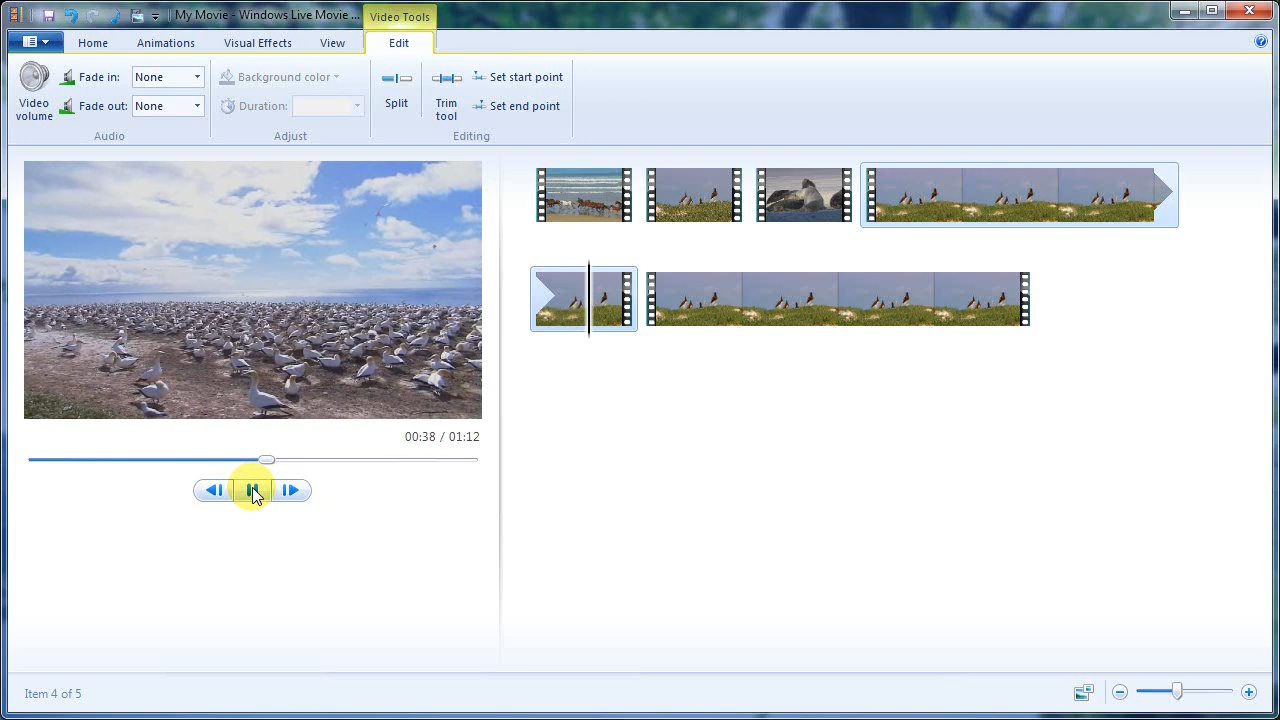 My Movie - Windows Live Movie ...
Video Tools
Home
Animations
Visual Effects
View
Edit
Video volume
Fade in: None
Fade out: None
Audio
Background color
Duration:
Adjust
Split
Trim tool
Set start point
Set end point
Editing
00:38 / 01:12
Item 4 of 5